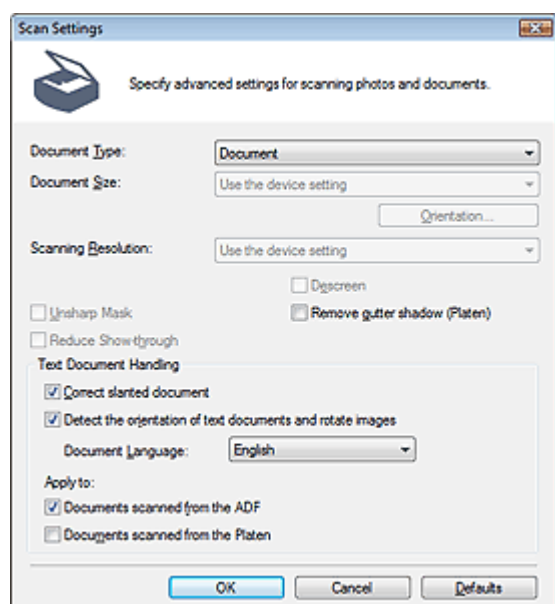 Scan Settings
Specify advanced settings for scanning photos and documents.
Document Type: Document
Document Size: Use the device setting
Orientation...
Scanning Resolution: Use the device setting
Descreen
Unsharp Mask Remove gutter shadow (Platen)
Reduce Show-through
Text Document Handling
Correct slanted document
Detect the orientation of text documents and rotate images
Document Language: English
Apply to:
Documents scanned from the ADF
Documents scanned from the Platen
OK Cancel Defaults